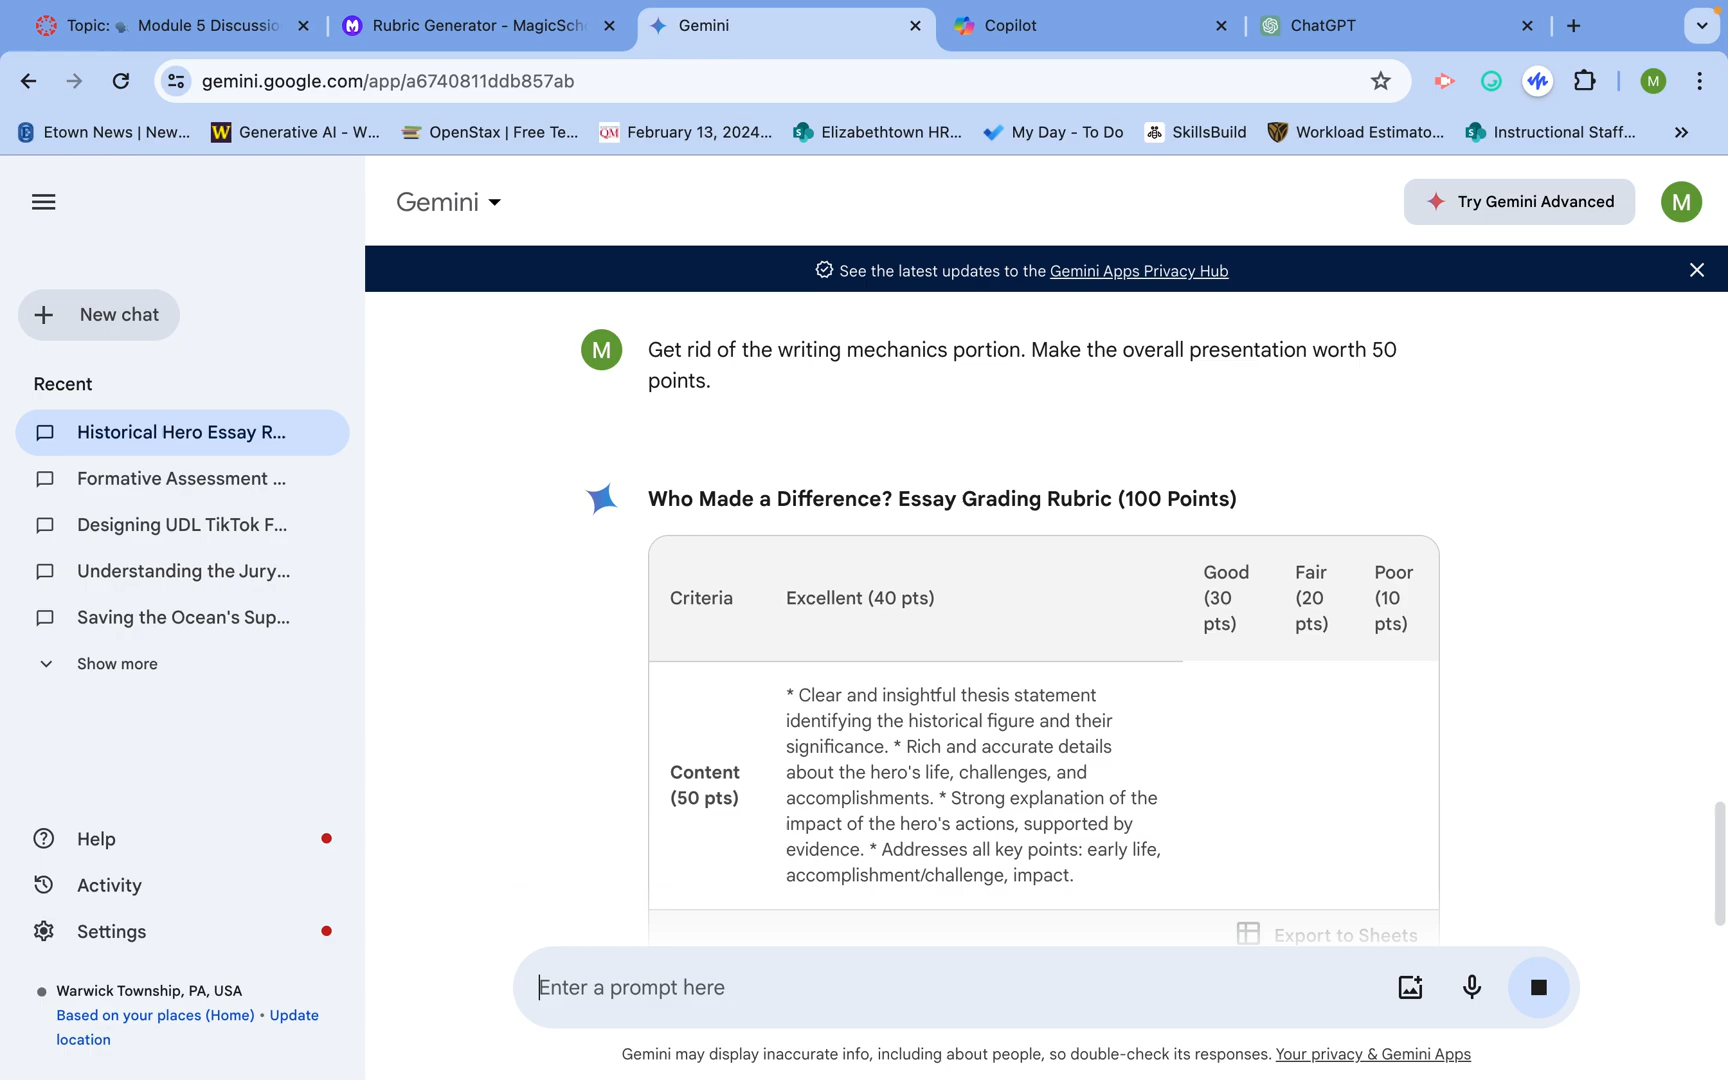 Topic: 🗣 Module 5 Discussio
Rubric Generator - MagicSch
Gemini
Copilot
ChatGPT
gemini.google.com/app/a6740811ddb857ab
M
Etown News | New...
W Generative AI - W...
OpenStax | Free Te...
QM February 13, 2024...
Elizabethtown HR...
My Day - To Do
SkillsBuild
Workload Estimato...
Instructional Staff...
Gemini
Try Gemini Advanced
M
See the latest updates to the Gemini Apps Privacy Hub
New chat
Recent
Historical Hero Essay R...
Formative Assessment ...
Designing UDL TikTok F...
Understanding the Jury...
Saving the Ocean's Sup...
Show more
Help
Activity
Settings
Warwick Township, PA, USA
Based on your places (Home) • Update
location
M
Get rid of the writing mechanics portion. Make the overall presentation worth 50
points.
Who Made a Difference? Essay Grading Rubric (100 Points)
Criteria
Excellent (40 pts)
Good
(30
pts)
Fair
(20
pts)
Poor
(10
pts)
Content
(50 pts)
* Clear and insightful thesis statement
identifying the historical figure and their
significance. * Rich and accurate details
about the hero's life, challenges, and
accomplishments. * Strong explanation of the
impact of the hero's actions, supported by
evidence. * Addresses all key points: early life,
accomplishment/challenge, impact.
Export to Sheets
Enter a prompt here
Gemini may display inaccurate info, including about people, so double-check its responses. Your privacy & Gemini Apps